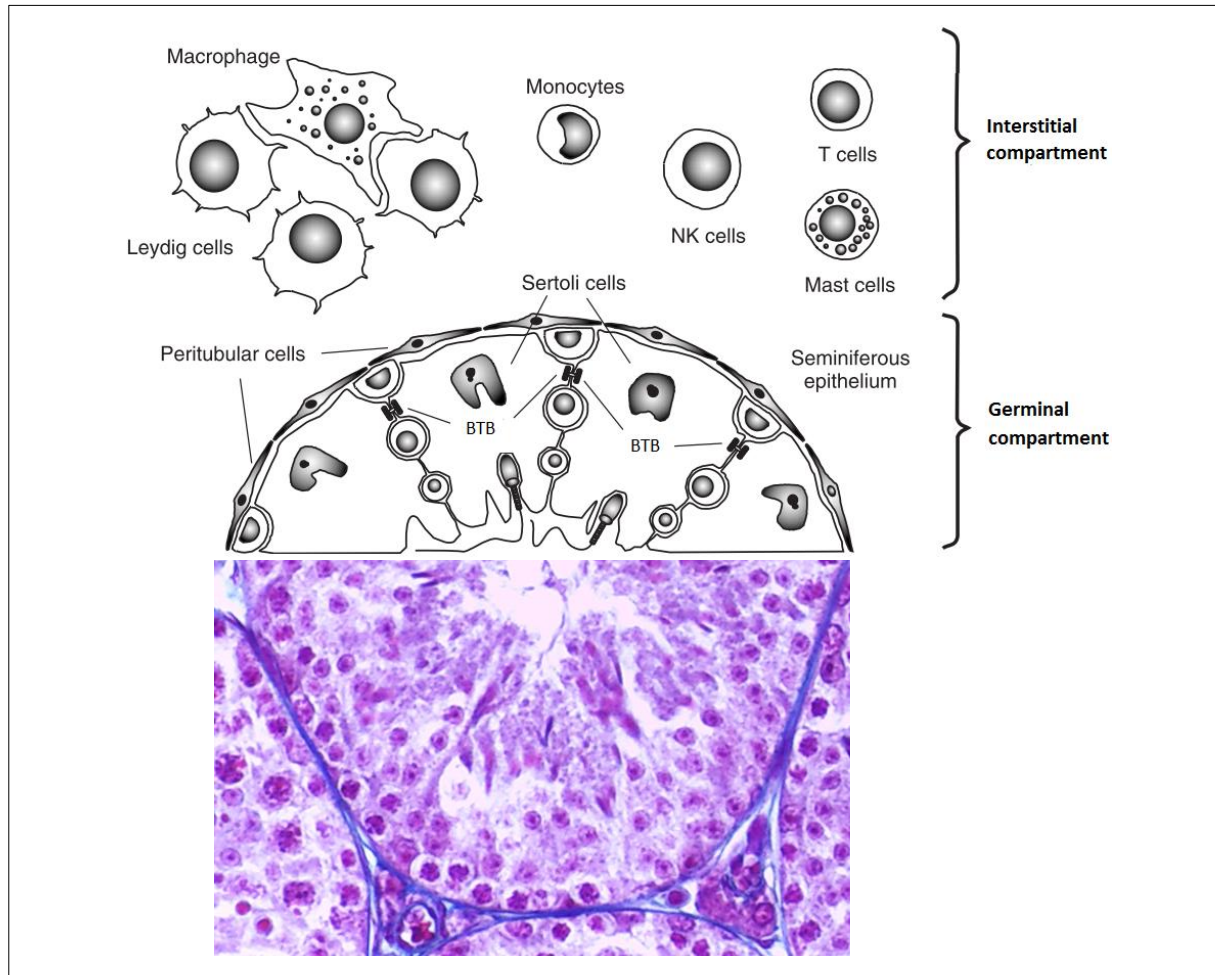 Macrophage
Monocytes
T cells
Interstitial
compartment
Leydig cells
NK cells
Mast cells
Sertoli cells
Peritubular cells
Seminiferous
epithelium
BTB
BTB
Germinal
compartment